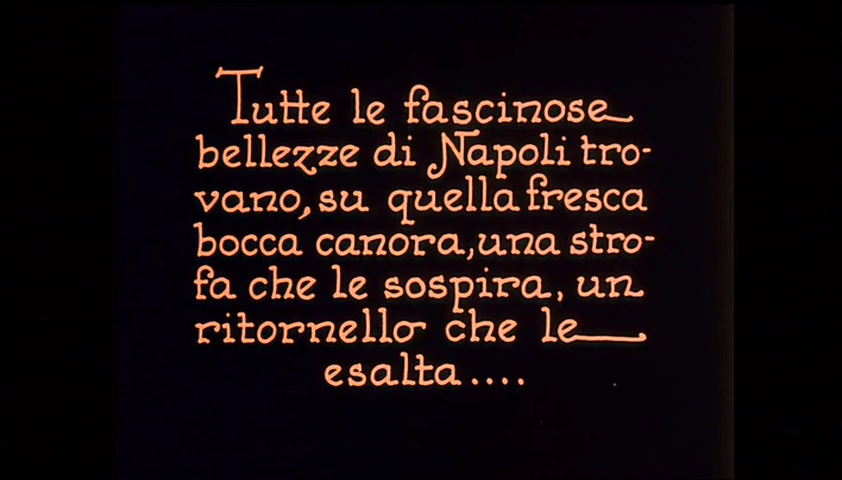 Tutte le fascinose
bellezze di Napoli tro-
vano, su quella fresca
bocca canora, una stro-
fa che le sospira, un
ritornello che le
esalta....